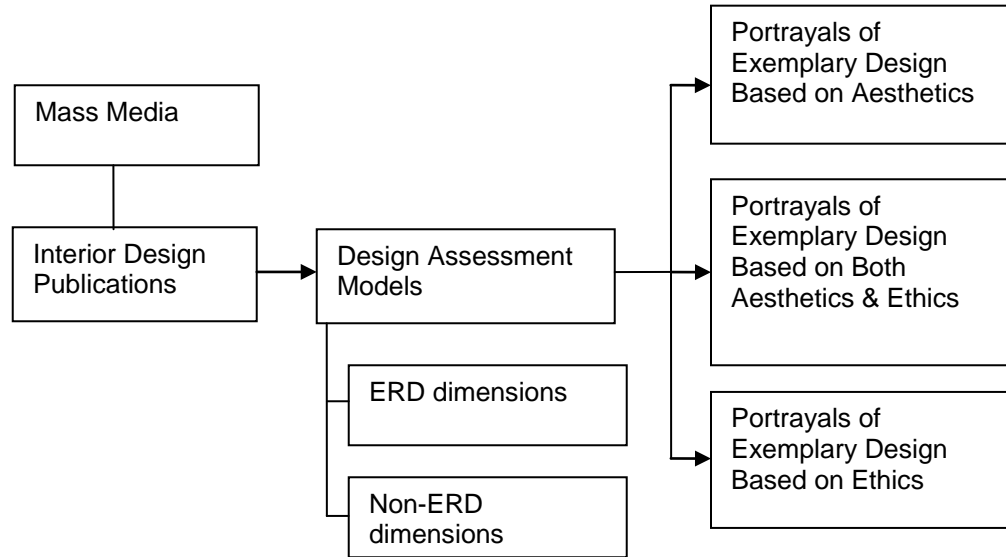 Mass Media
Interior Design
Publications
Design Assessment
Models
ERD dimensions
Non-ERD
dimensions
Portrayals of
Exemplary Design
Based on Aesthetics
Portrayals of
Exemplary Design
Based on Both
Aesthetics & Ethics
Portrayals of
Exemplary Design
Based on Ethics